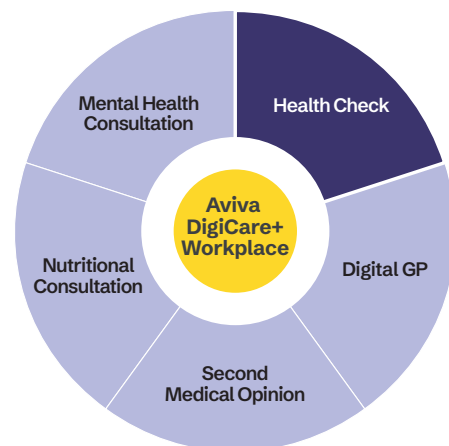 Mental Health
Consultation
Health Check
Aviva
DigiCare+
Workplace
Nutritional
Consultation
Digital GP
Second
Medical Opinion